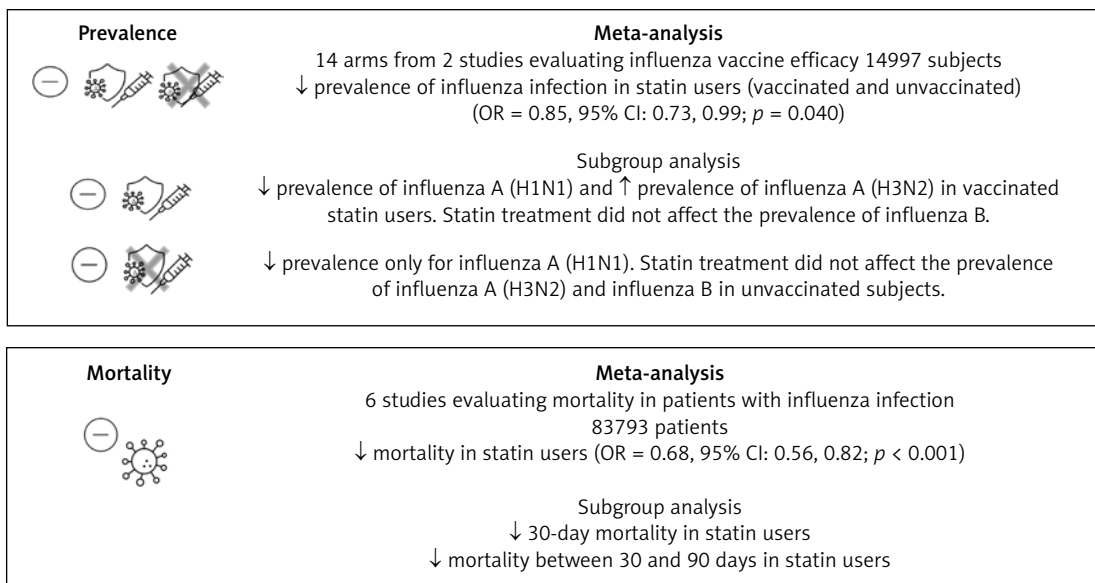 Prevalence
Meta-analysis
14 arms from 2 studies evaluating influenza vaccine efficacy 14997 subjects
↓ prevalence of influenza infection in statin users (vaccinated and unvaccinated)
(OR = 0.85, 95% CI: 0.73, 0.99; p = 0.040)
Subgroup analysis
↓ prevalence of influenza A (H1N1) and ↑ prevalence of influenza A (H3N2) in vaccinated
statin users. Statin treatment did not affect the prevalence of influenza B.
↓ prevalence only for influenza A (H1N1). Statin treatment did not affect the prevalence
of influenza A (H3N2) and influenza B in unvaccinated subjects.
Mortality
Meta-analysis
6 studies evaluating mortality in patients with influenza infection
83793 patients
↓ mortality in statin users (OR = 0.68, 95% CI: 0.56, 0.82; p < 0.001)
Subgroup analysis
↓ 30-day mortality in statin users
↓ mortality between 30 and 90 days in statin users